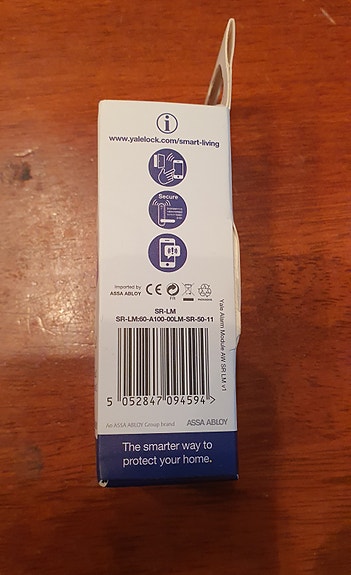 i
www.yalelock.com/smart-living
Secure
Imported by
ASSA ABLOY
CE
FR
SR-LM
SR-LM:60-A100-00LM-SR-50-11
Yale Alarm Module AW SR LM v1
5 052847 094594 >
An ASSA ABLOY Group brand
ASSA ABLOY
The smarter way to
protect your home.